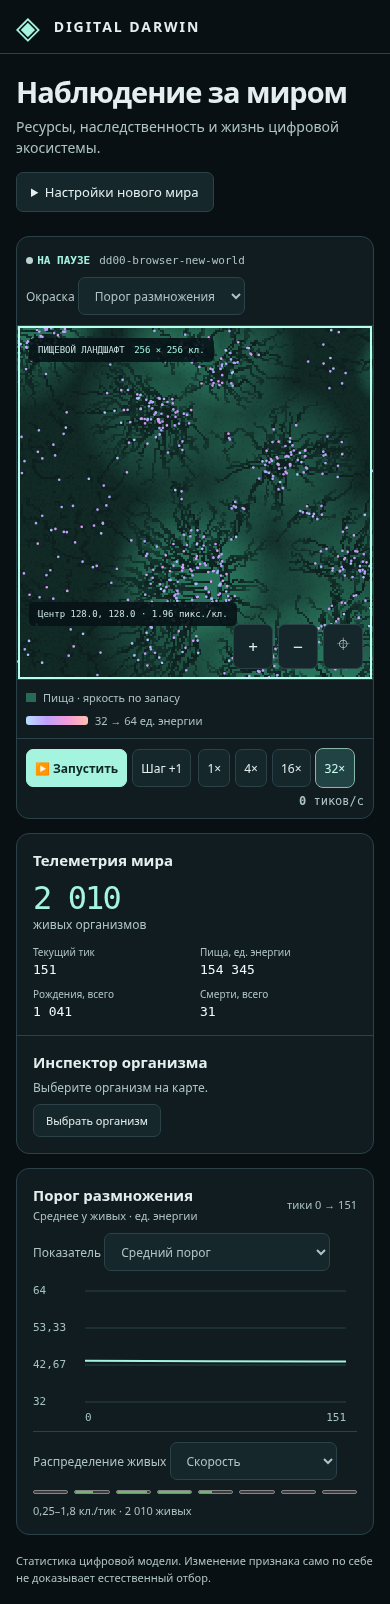 DIGITAL DARWIN
Наблюдение за миром
Ресурсы, наследственность и жизнь цифровой
экосистемы.
Настройки нового мира
НА ПАУЗЕ dd00-browser-new-world
Окраска Порог размножения
ПИЩЕВОЙ ЛАНДШАФТ 256 × 256 кл.
Центр 128.0, 128.0 · 1.96 пикс./кл.
+ −
Пища · яркость по запасу
32 → 64 ед. энергии
Запустить Шаг +1 1× 4× 16× 32×
0 тиков/с
Телеметрия мира
2 010
живых организмов
Текущий тик Пища, ед. энергии
151 154 345
Рождения, всего Смерти, всего
1 041 31
Инспектор организма
Выберите организм на карте.
Выбрать организм
Порог размножения
Среднее у живых · ед. энергии
тики 0 → 151
Показатель Средний порог
64
53,33
42,67
32
0 151
Распределение живых Скорость
0,25–1,8 кл./тик · 2 010 живых
Статистика цифровой модели. Изменение признака само по себе
не доказывает естественный отбор.